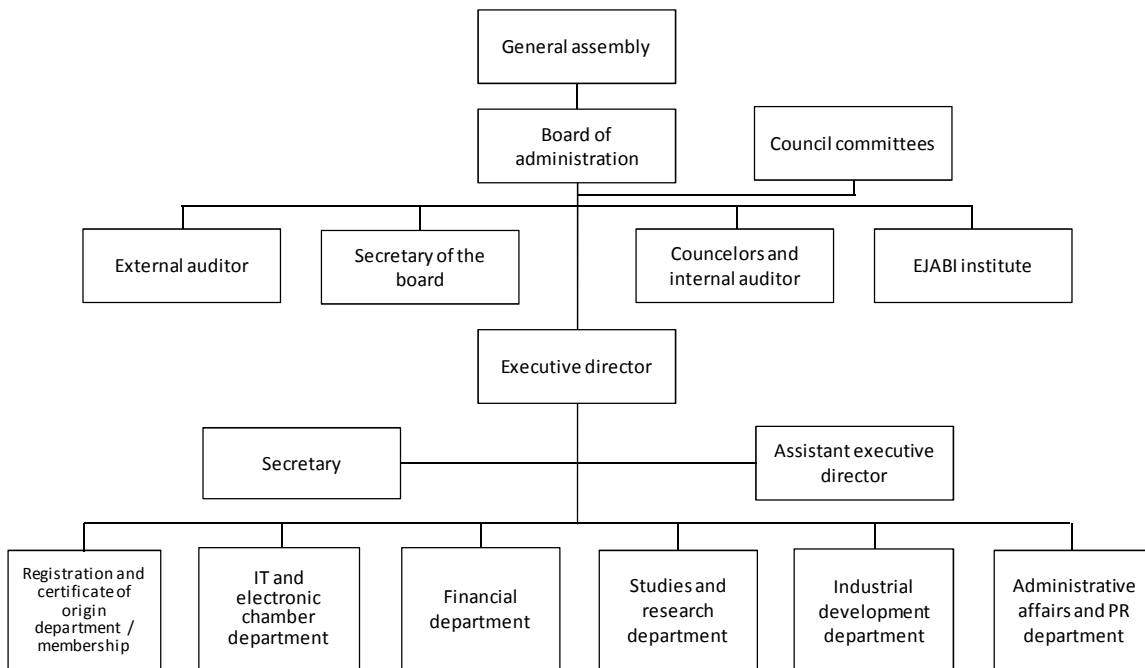 General assembly
Board of
administration
Council committees
External auditor
Secretary of the
board
Councelors and
internal auditor
EJABI institute
Executive director
Secretary
Assistant executive
director
Registration and
certificate of
origin
department /
membership
IT and
electronic
chamber
department
Financial
department
Studies and
research
department
Industrial
development
department
Administrative
affairs and PR
department